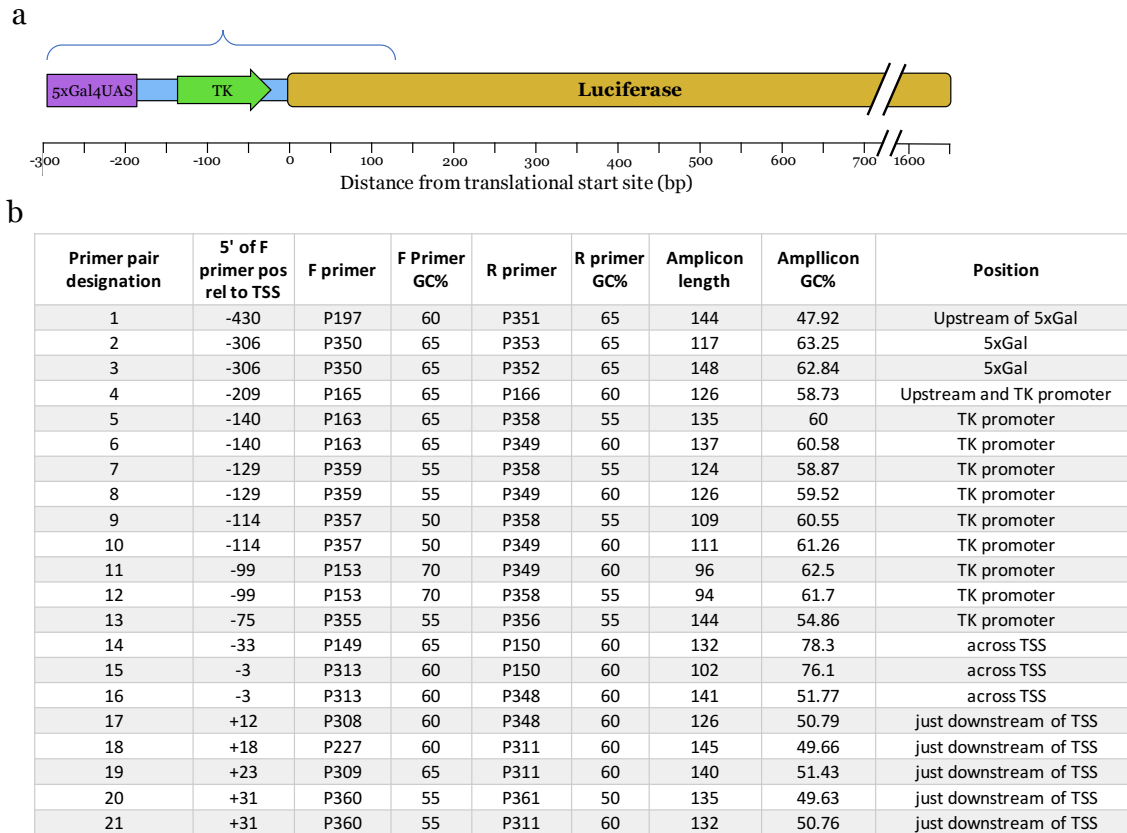 a
5xGal4UAS TK Luciferase
-300 -200 -100 0 100 200 300 400 500 600 700 1600
Distance from translational start site (bp)
b
Primer pair designation 5' of F primer pos rel to TSS F primer F Primer GC% R primer R primer GC% Amplicon length Ampllicon GC% Position
1 -430 P197 60 P351 65 144 47.92 Upstream of 5xGal
2 -306 P350 65 P353 65 117 63.25 5xGal
3 -306 P350 65 P352 65 148 62.84 5xGal
4 -209 P165 65 P166 60 126 58.73 Upstream and TK promoter
5 -140 P163 65 P358 55 135 60 TK promoter
6 -140 P163 65 P349 60 137 60.58 TK promoter
7 -129 P359 55 P358 55 124 58.87 TK promoter
8 -129 P359 55 P349 60 126 59.52 TK promoter
9 -114 P357 50 P358 55 109 60.55 TK promoter
10 -114 P357 50 P349 60 111 61.26 TK promoter
11 -99 P153 70 P349 60 96 62.5 TK promoter
12 -99 P153 70 P358 55 94 61.7 TK promoter
13 -75 P355 55 P356 55 144 54.86 TK promoter
14 -33 P149 65 P150 60 132 78.3 across TSS
15 -3 P313 60 P150 60 102 76.1 across TSS
16 -3 P313 60 P348 60 141 51.77 across TSS
17 +12 P308 60 P348 60 126 50.79 just downstream of TSS
18 +18 P227 60 P311 60 145 49.66 just downstream of TSS
19 +23 P309 65 P311 60 140 51.43 just downstream of TSS
20 +31 P360 55 P361 50 135 49.63 just downstream of TSS
21 +31 P360 55 P311 60 132 50.76 just downstream of TSS